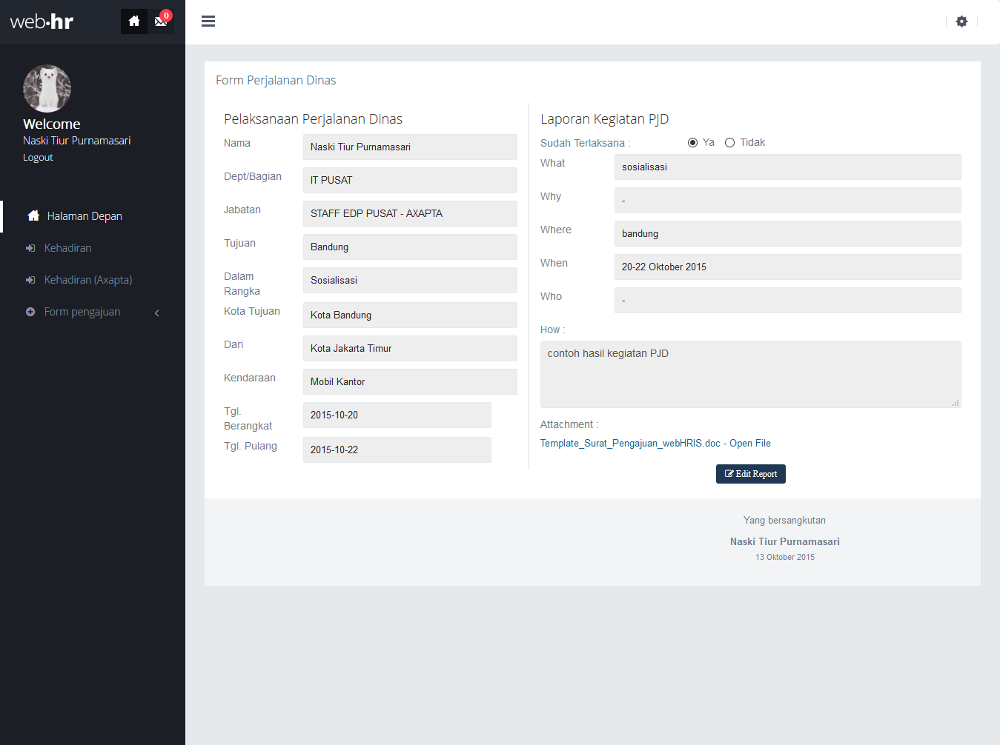 web•hr
0
Welcome
Naski Tiur Purnamasari
Logout
Halaman Depan
Kehadiran
Kehadiran (Axapta)
Form pengajuan
Form Perjalanan Dinas
Pelaksanaan Perjalanan Dinas
Nama
Naski Tiur Purnamasari
Dept/Bagian
IT PUSAT
Jabatan
STAFF EDP PUSAT - AXAPTA
Tujuan
Bandung
Dalam
Rangka
Sosialisasi
Kota Tujuan
Kota Bandung
Dari
Kota Jakarta Timur
Kendaraan
Mobil Kantor
Tgl.
Berangkat
2015-10-20
Tgl. Pulang
2015-10-22
Laporan Kegiatan PJD
Sudah Terlaksana : Ya Tidak
What
sosialisasi
Why
-
Where
bandung
When
20-22 Oktober 2015
Who
-
How :
contoh hasil kegiatan PJD
Attachment :
Template_Surat_Pengajuan_webHRIS.doc - Open File
Edit Report
Yang bersangkutan
Naski Tiur Purnamasari
13 Oktober 2015